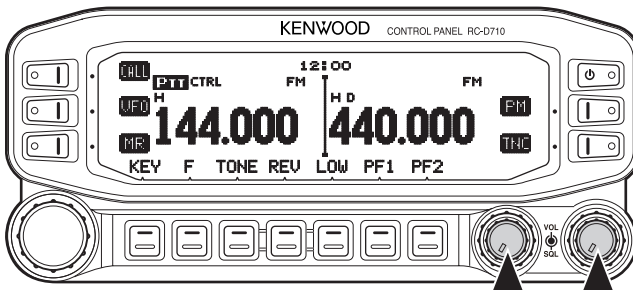 KENWOOD CONTROL PANEL RC-D710
12:00
CALL PTT CTRL FM FM
H H D
VFO 144.000 440.000 PM
MR TNC
KEY F TONE REV LOW PF1 PF2
VOL
SQL